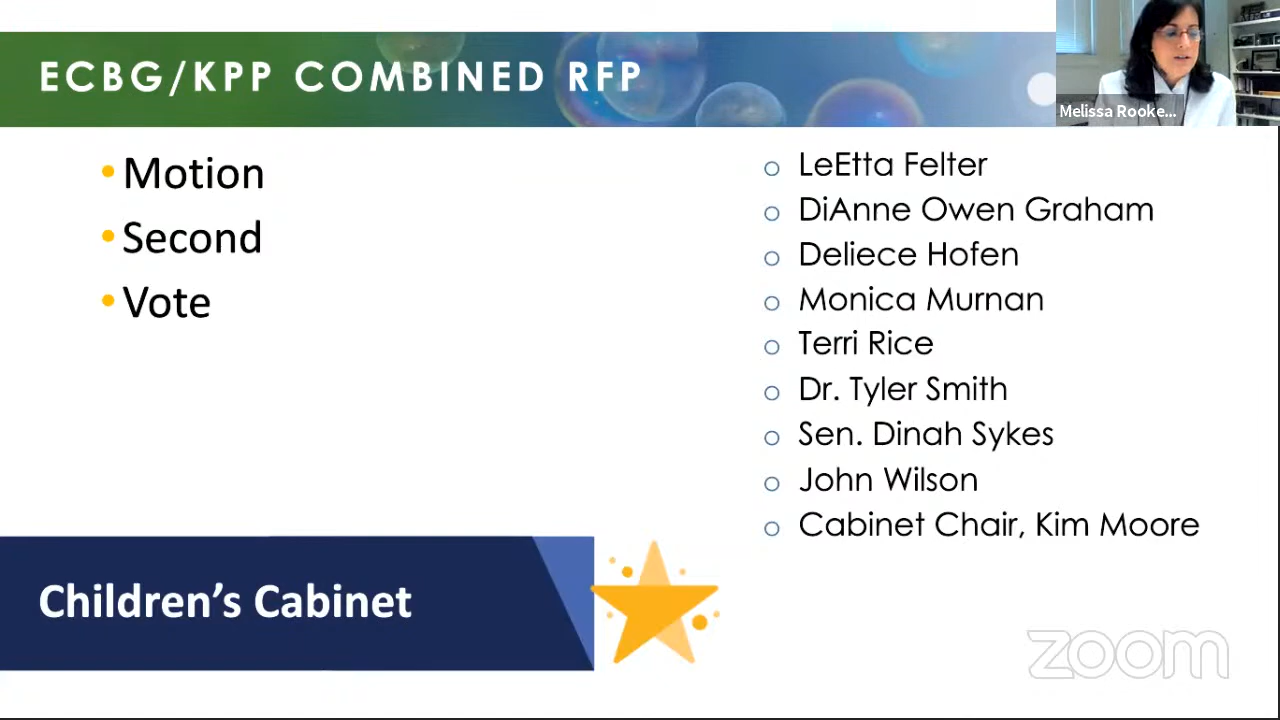 ECBG/KPP COMBINED RFP
Melissa Rooke...
• Motion
• Second
• Vote
o LeEtta Felter
o DiAnne Owen Graham
o Deliece Hofen
o Monica Murnan
o Terri Rice
o Dr. Tyler Smith
o Sen. Dinah Sykes
o John Wilson
o Cabinet Chair, Kim Moore
Children's Cabinet
zoom